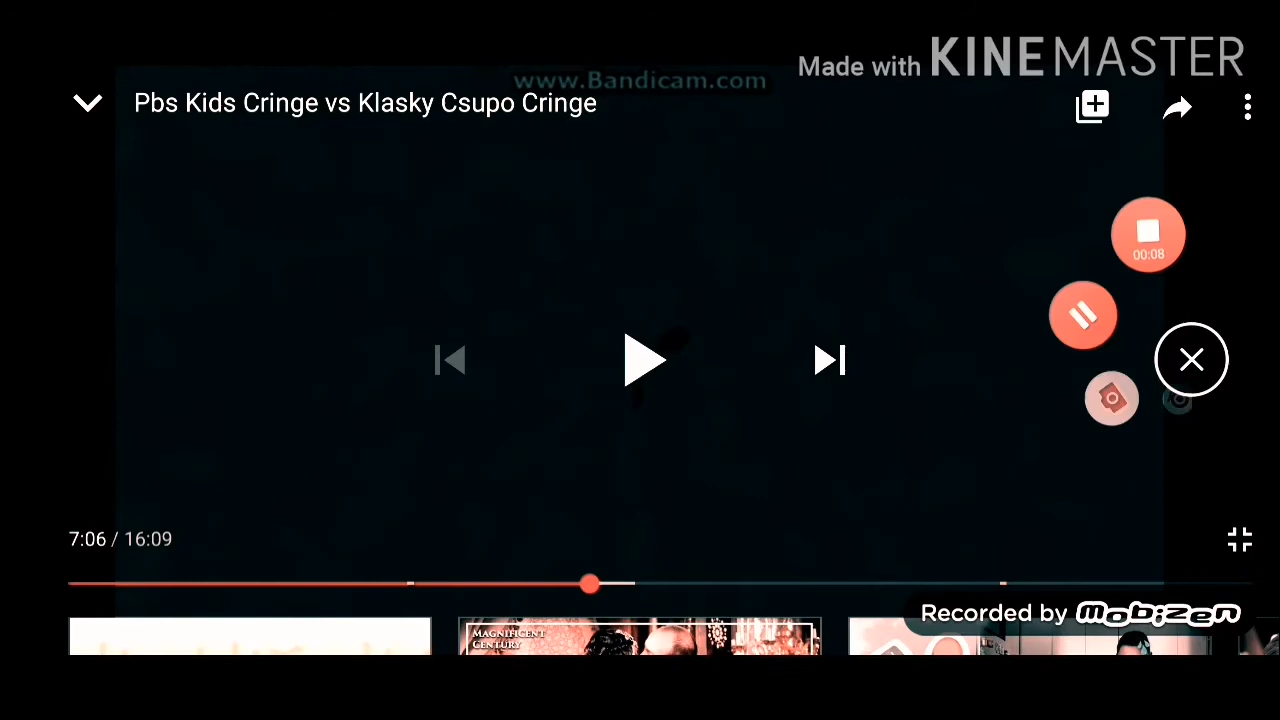 Made with KINEMASTER
www.Bandicam.com
Pbs Kids Cringe vs Klasky Csupo Cringe
00:08
7:06 / 16:09
Recorded by mobizen
MAGNIFICENT
CENTURY